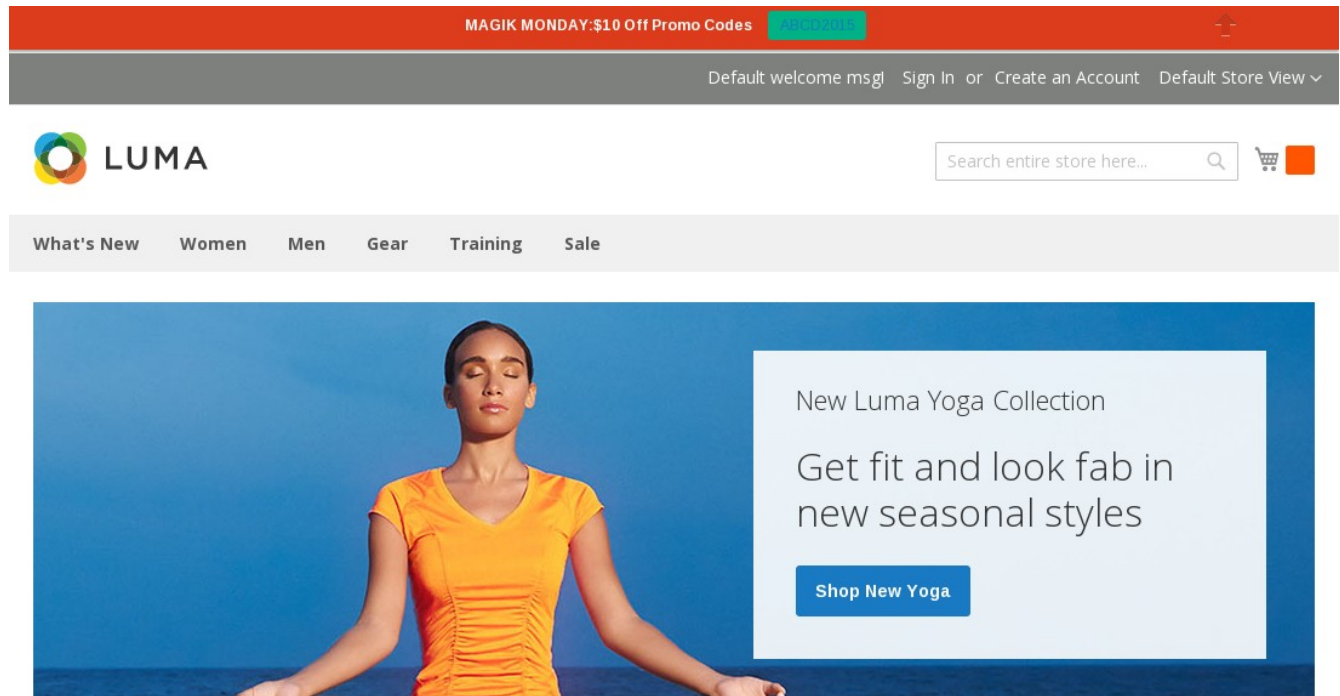 MAGIK MONDAY:$10 Off Promo Codes ABCD2015
Default welcome msg! Sign In or Create an Account Default Store View
LUMA
Search entire store here...
What's New Women Men Gear Training Sale
New Luma Yoga Collection
Get fit and look fab in
new seasonal styles
Shop New Yoga